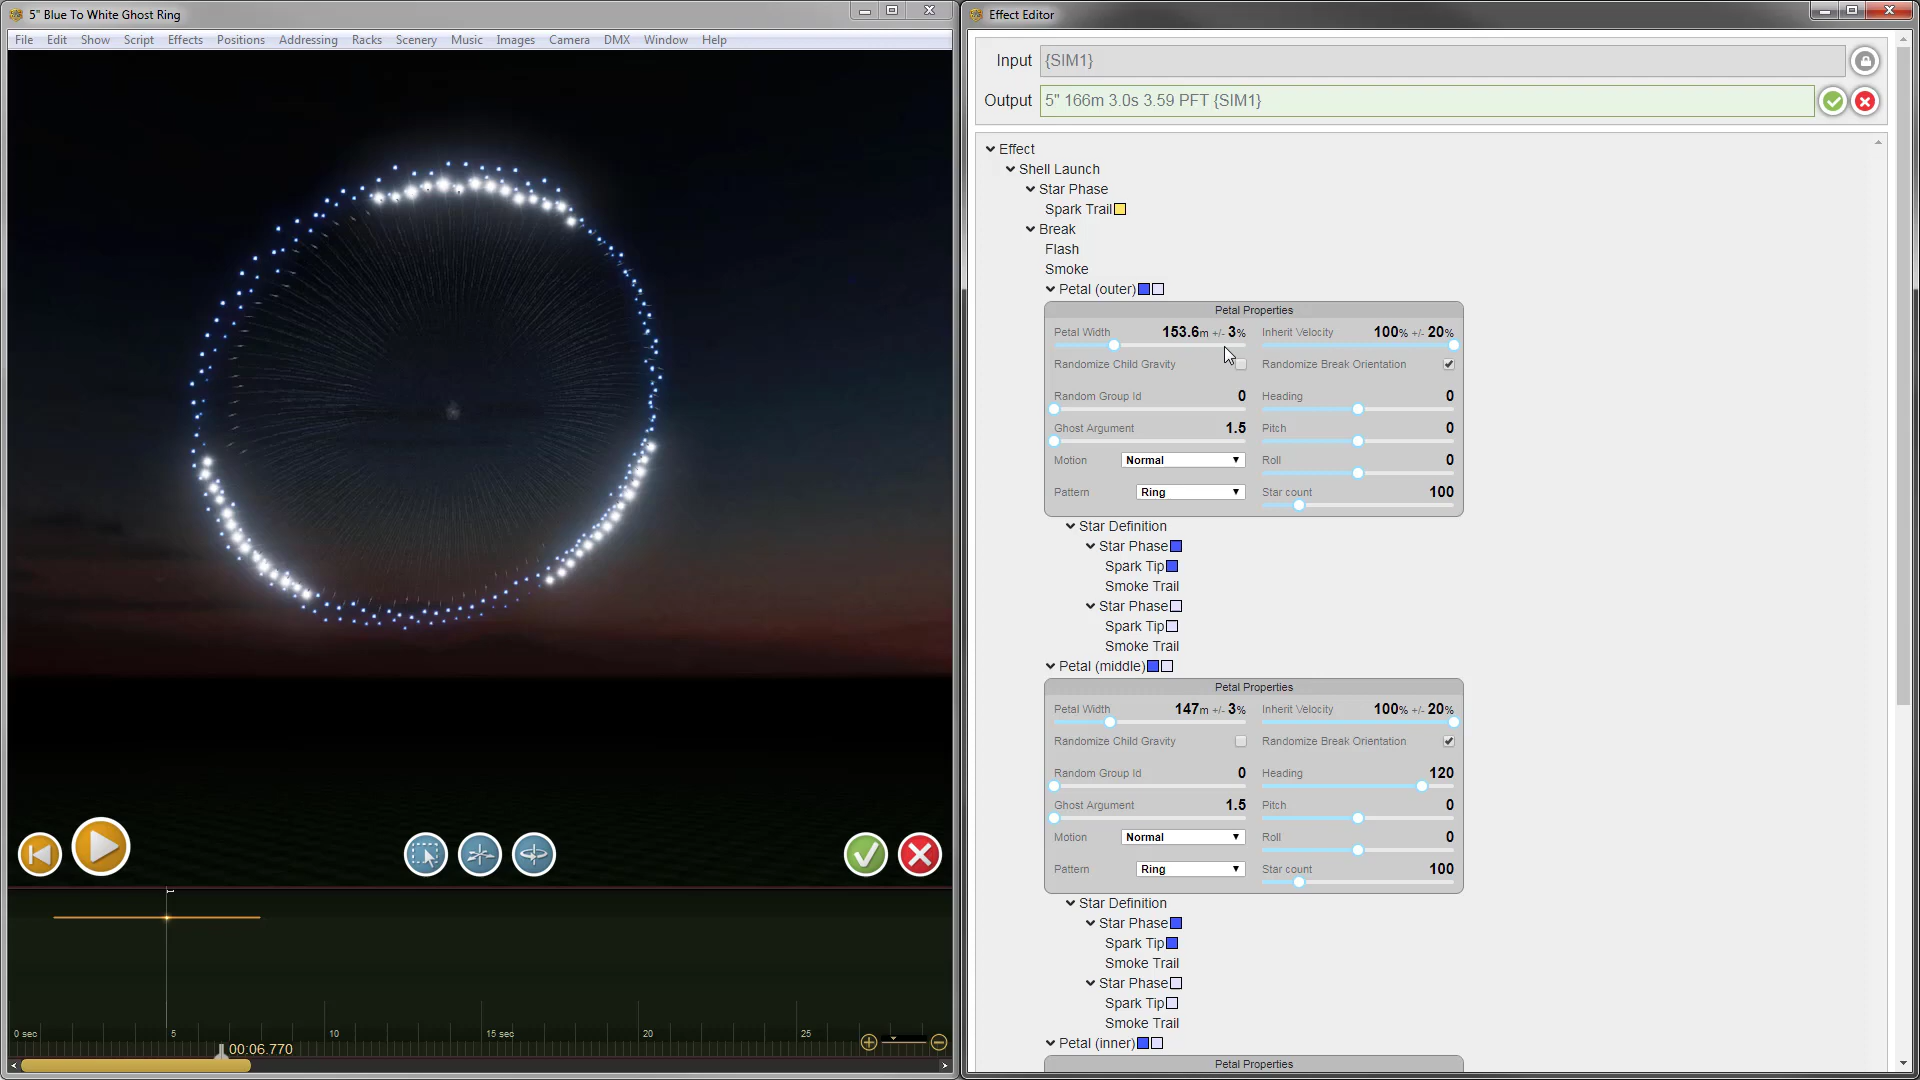 5" Blue To White Ghost Ring
File Edit Show Script Effects Positions Addressing Racks Scenery Music Images Camera DMX Window Help
0 sec 5 10 15 sec 20 25
00:06.770
Effect Editor
Input {SIM1}
Output 5" 166m 3.0s 3.59 PFT {SIM1}
Effect
Shell Launch
Star Phase
Spark Trail
Break
Flash
Smoke
Petal (outer)
Petal Properties
Petal Width 153.6m +/- 3% Inherit Velocity 100% +/- 20%
Randomize Child Gravity Randomize Break Orientation
Random Group Id 0 Heading 0
Ghost Argument 1.5 Pitch 0
Motion Normal Roll 0
Pattern Ring Star count 100
Star Definition
Star Phase
Spark Tip
Smoke Trail
Star Phase
Spark Tip
Smoke Trail
Petal (middle)
Petal Properties
Petal Width 147m +/- 3% Inherit Velocity 100% +/- 20%
Randomize Child Gravity Randomize Break Orientation
Random Group Id 0 Heading 120
Ghost Argument 1.5 Pitch 0
Motion Normal Roll 0
Pattern Ring Star count 100
Star Definition
Star Phase
Spark Tip
Smoke Trail
Star Phase
Spark Tip
Smoke Trail
Petal (inner)
Petal Properties